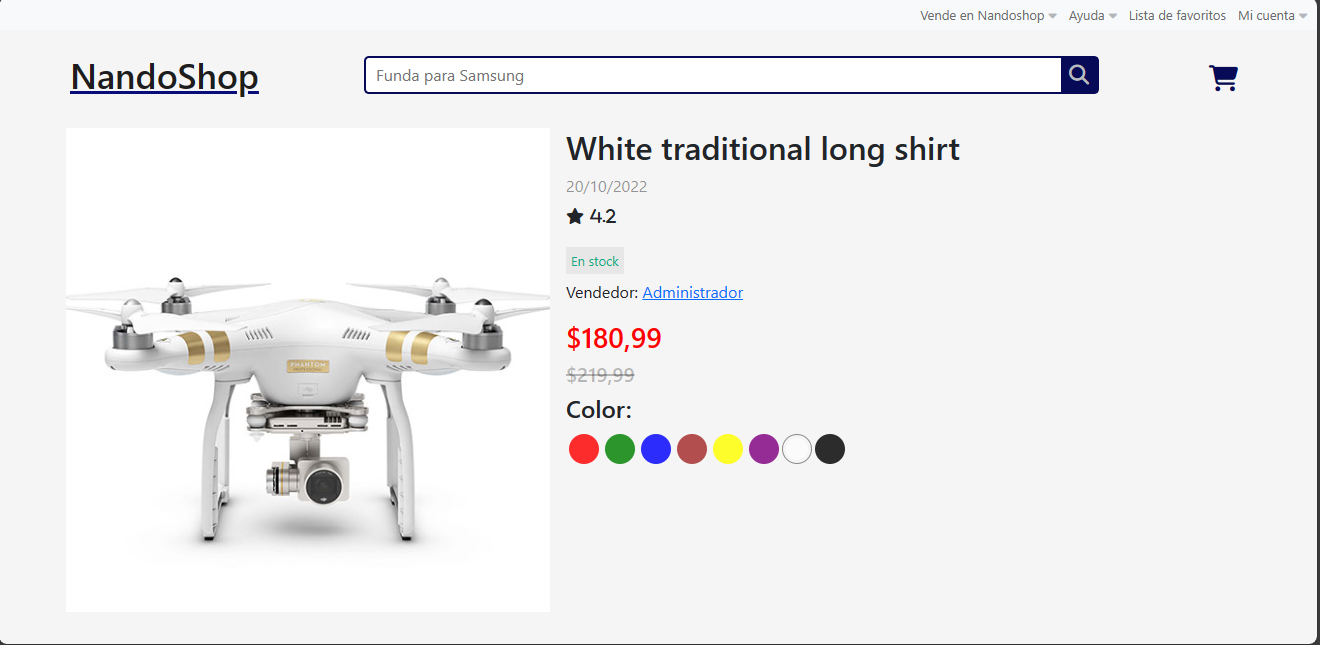 Vende en Nandoshop Ayuda Lista de favoritos Mi cuenta
NandoShop
Funda para Samsung
White traditional long shirt
20/10/2022
4.2
En stock
Vendedor: Administrador
$180,99
$219,99
Color:
PHANTOM